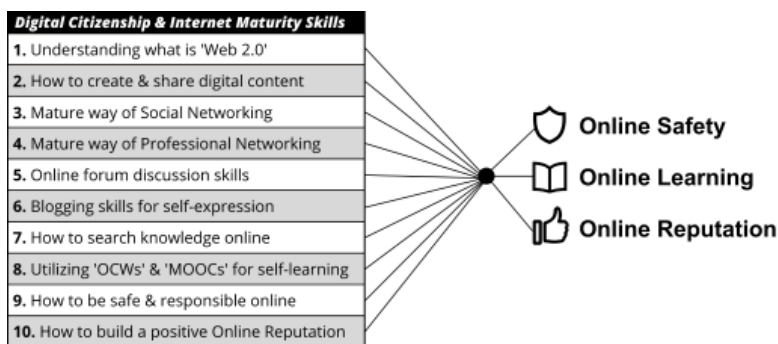 Digital Citizenship & Internet Maturity Skills
1. Understanding what is 'Web 2.0'
2. How to create & share digital content
3. Mature way of Social Networking
4. Mature way of Professional Networking
5. Online forum discussion skills
6. Blogging skills for self-expression
7. How to search knowledge online
8. Utilizing 'OCWs' & 'MOOCs' for self-learning
9. How to be safe & responsible online
10. How to build a positive Online Reputation
Online Safety
Online Learning
Online Reputation